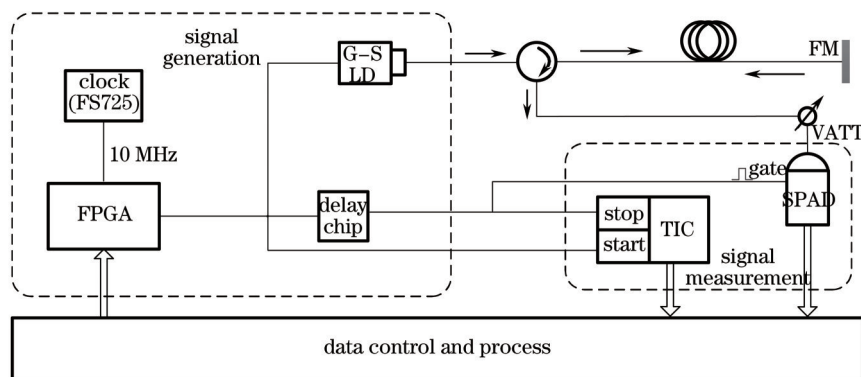 signal
generation
G-S
LD
FM
clock
(FS725)
10 MHz
VATT
gate
SPAD
FPGA
delay
chip
stop
start
TIC
signal
measurement
data control and process